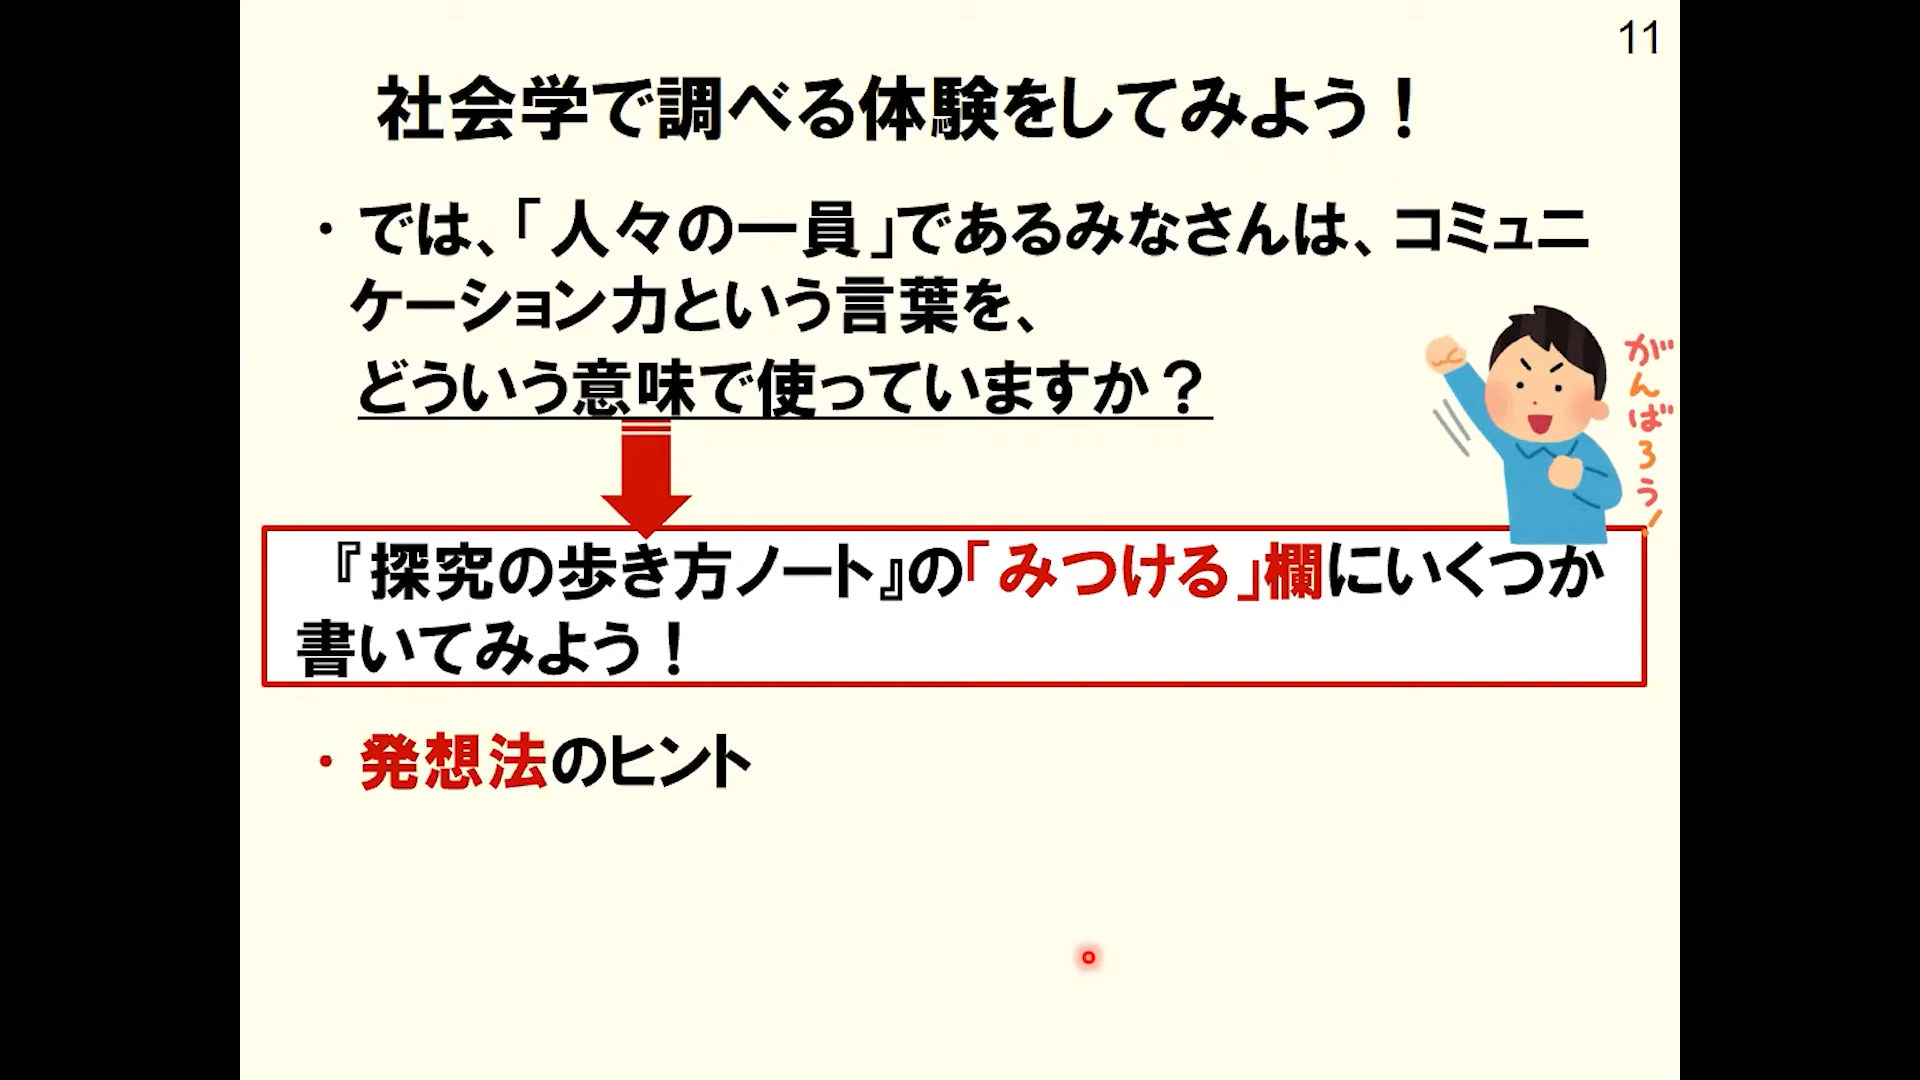 11
社会学で調べる体験をしてみよう！
・では、「人々の一員」であるみなさんは、コミュニ
ケーション力という言葉を、
どういう意味で使っていますか？
がんばろう！
『探究の歩き方ノート』の「みつける」欄にいくつか
書いてみよう！
・発想法のヒント